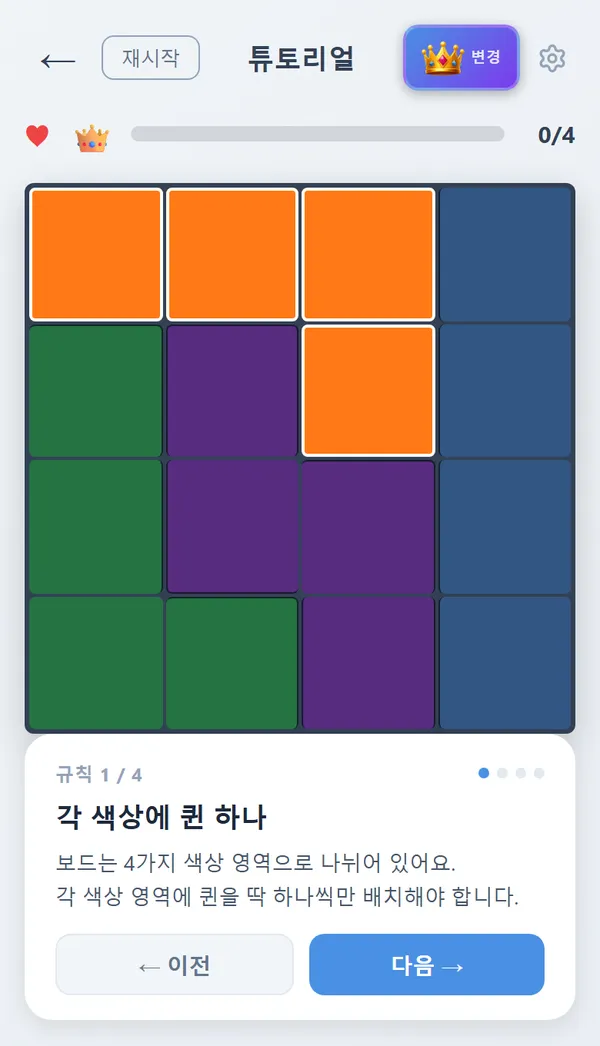 ←
재시작
튜토리얼
변경
0/4
규칙 1 / 4
각 색상에 퀸 하나
보드는 4가지 색상 영역으로 나뉘어 있어요.
각 색상 영역에 퀸을 딱 하나씩만 배치해야 합니다.
← 이전
다음 →